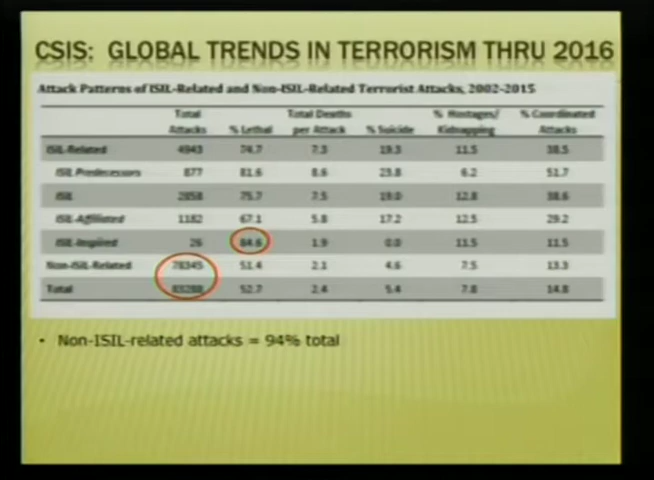 CSIS: GLOBAL TRENDS IN TERRORISM THRU 2016
Attack Patterns of ISIL-Related and Non-ISIL-Related Terrorist Attacks, 2002-2015
Total Attacks % Lethal Total Deaths per Attack % Suicide % Hostages/Kidnapping % Coordinated Attacks
ISIL-Related 4943 74.7 7.3 19.3 11.5 38.5
ISIL Predecessors 877 81.6 8.6 23.8 6.2 51.7
ISIL 2858 75.7 7.5 19.0 12.8 38.6
ISIL-Affiliated 1182 67.1 5.8 17.2 12.5 29.2
ISIL-Inspired 26 84.6 1.9 0.0 11.5 11.5
Non-ISIL-Related 78345 51.4 2.1 4.6 7.5 13.3
Total 83288 52.7 2.4 5.4 7.8 14.8
• Non-ISIL-related attacks = 94% total